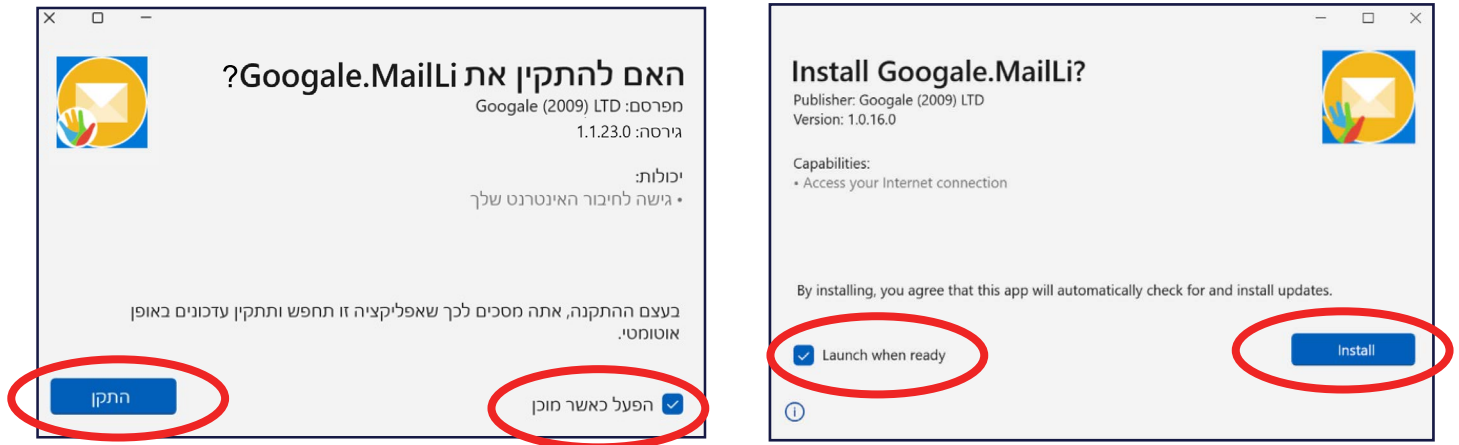 האם להתקין את Googale.MailLi?
מפרסם: Googale (2009) LTD
גירסה: 1.1.23.0
יכולות:
• גישה לחיבור האינטרנט שלך
בעצם ההתקנה, אתה מסכים לכך שאפליקציה זו תחפש ותתקין עדכונים באופן
אוטומטי.
הפעל כאשר מוכן
התקן
Install Googale.MailLi?
Publisher: Googale (2009) LTD
Version: 1.0.16.0
Capabilities:
• Access your Internet connection
By installing, you agree that this app will automatically check for and install updates.
Launch when ready
Install